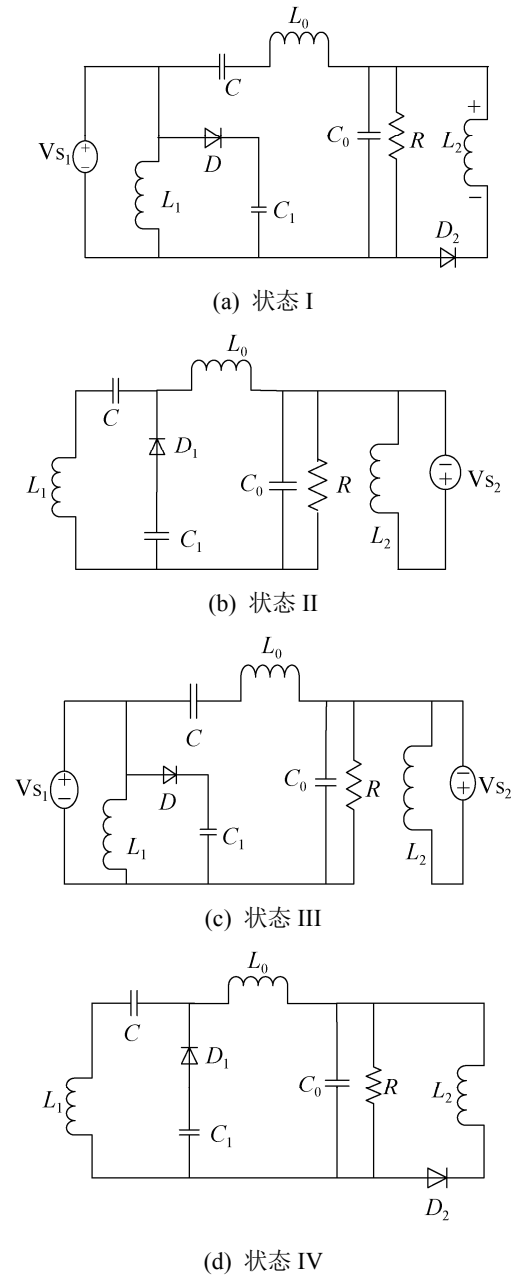 L₀
C
Vs₁
+
−
D
L₁
C₁
C₀
R
L₂
+
−
D₂
(a) 状态 I
L₀
C
D₁
L₁
C₁
C₀
R
L₂
−
+
Vs₂
(b) 状态 II
L₀
C
Vs₁
+
−
D
L₁
C₁
C₀
R
L₂
−
+
Vs₂
(c) 状态 III
L₀
C
D₁
L₁
C₁
C₀
R
L₂
D₂
(d) 状态 IV